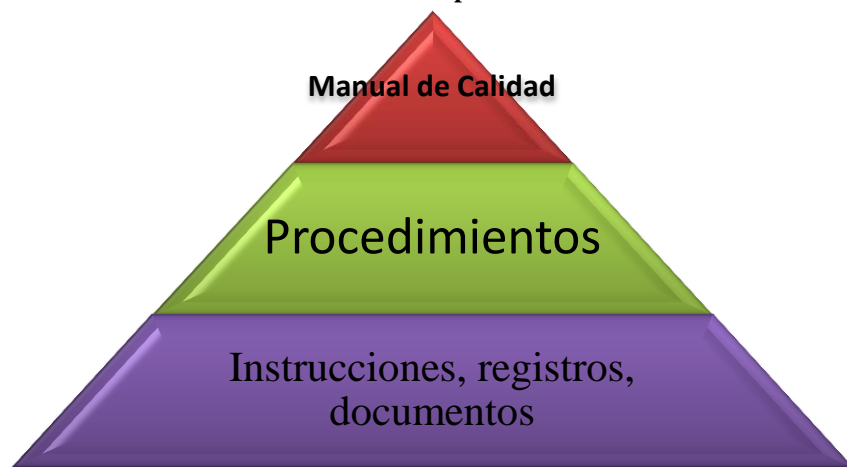 Manual de Calidad
Procedimientos
Instrucciones, registros,
documentos